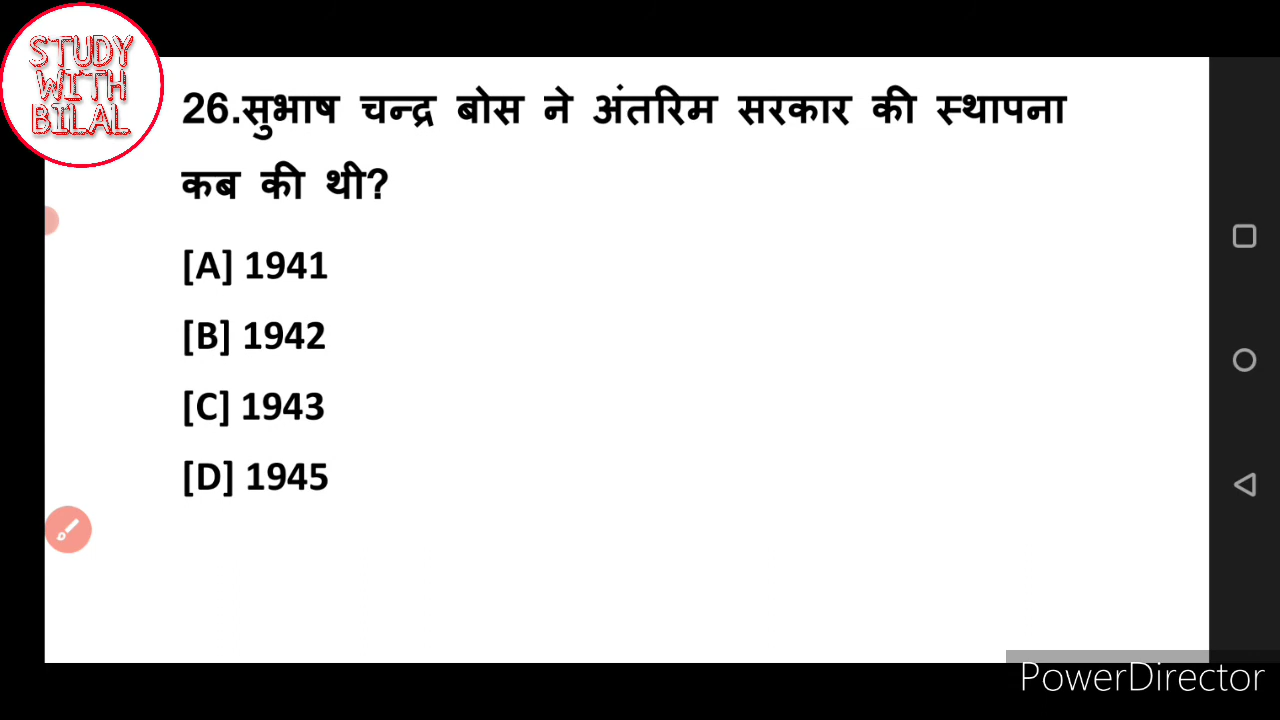 STUDY
WITH
BILAL
26.सुभाष चन्द्र बोस ने अंतरिम सरकार की स्थापना
कब की थी?
[A] 1941
[B] 1942
[C] 1943
[D] 1945
PowerDirector